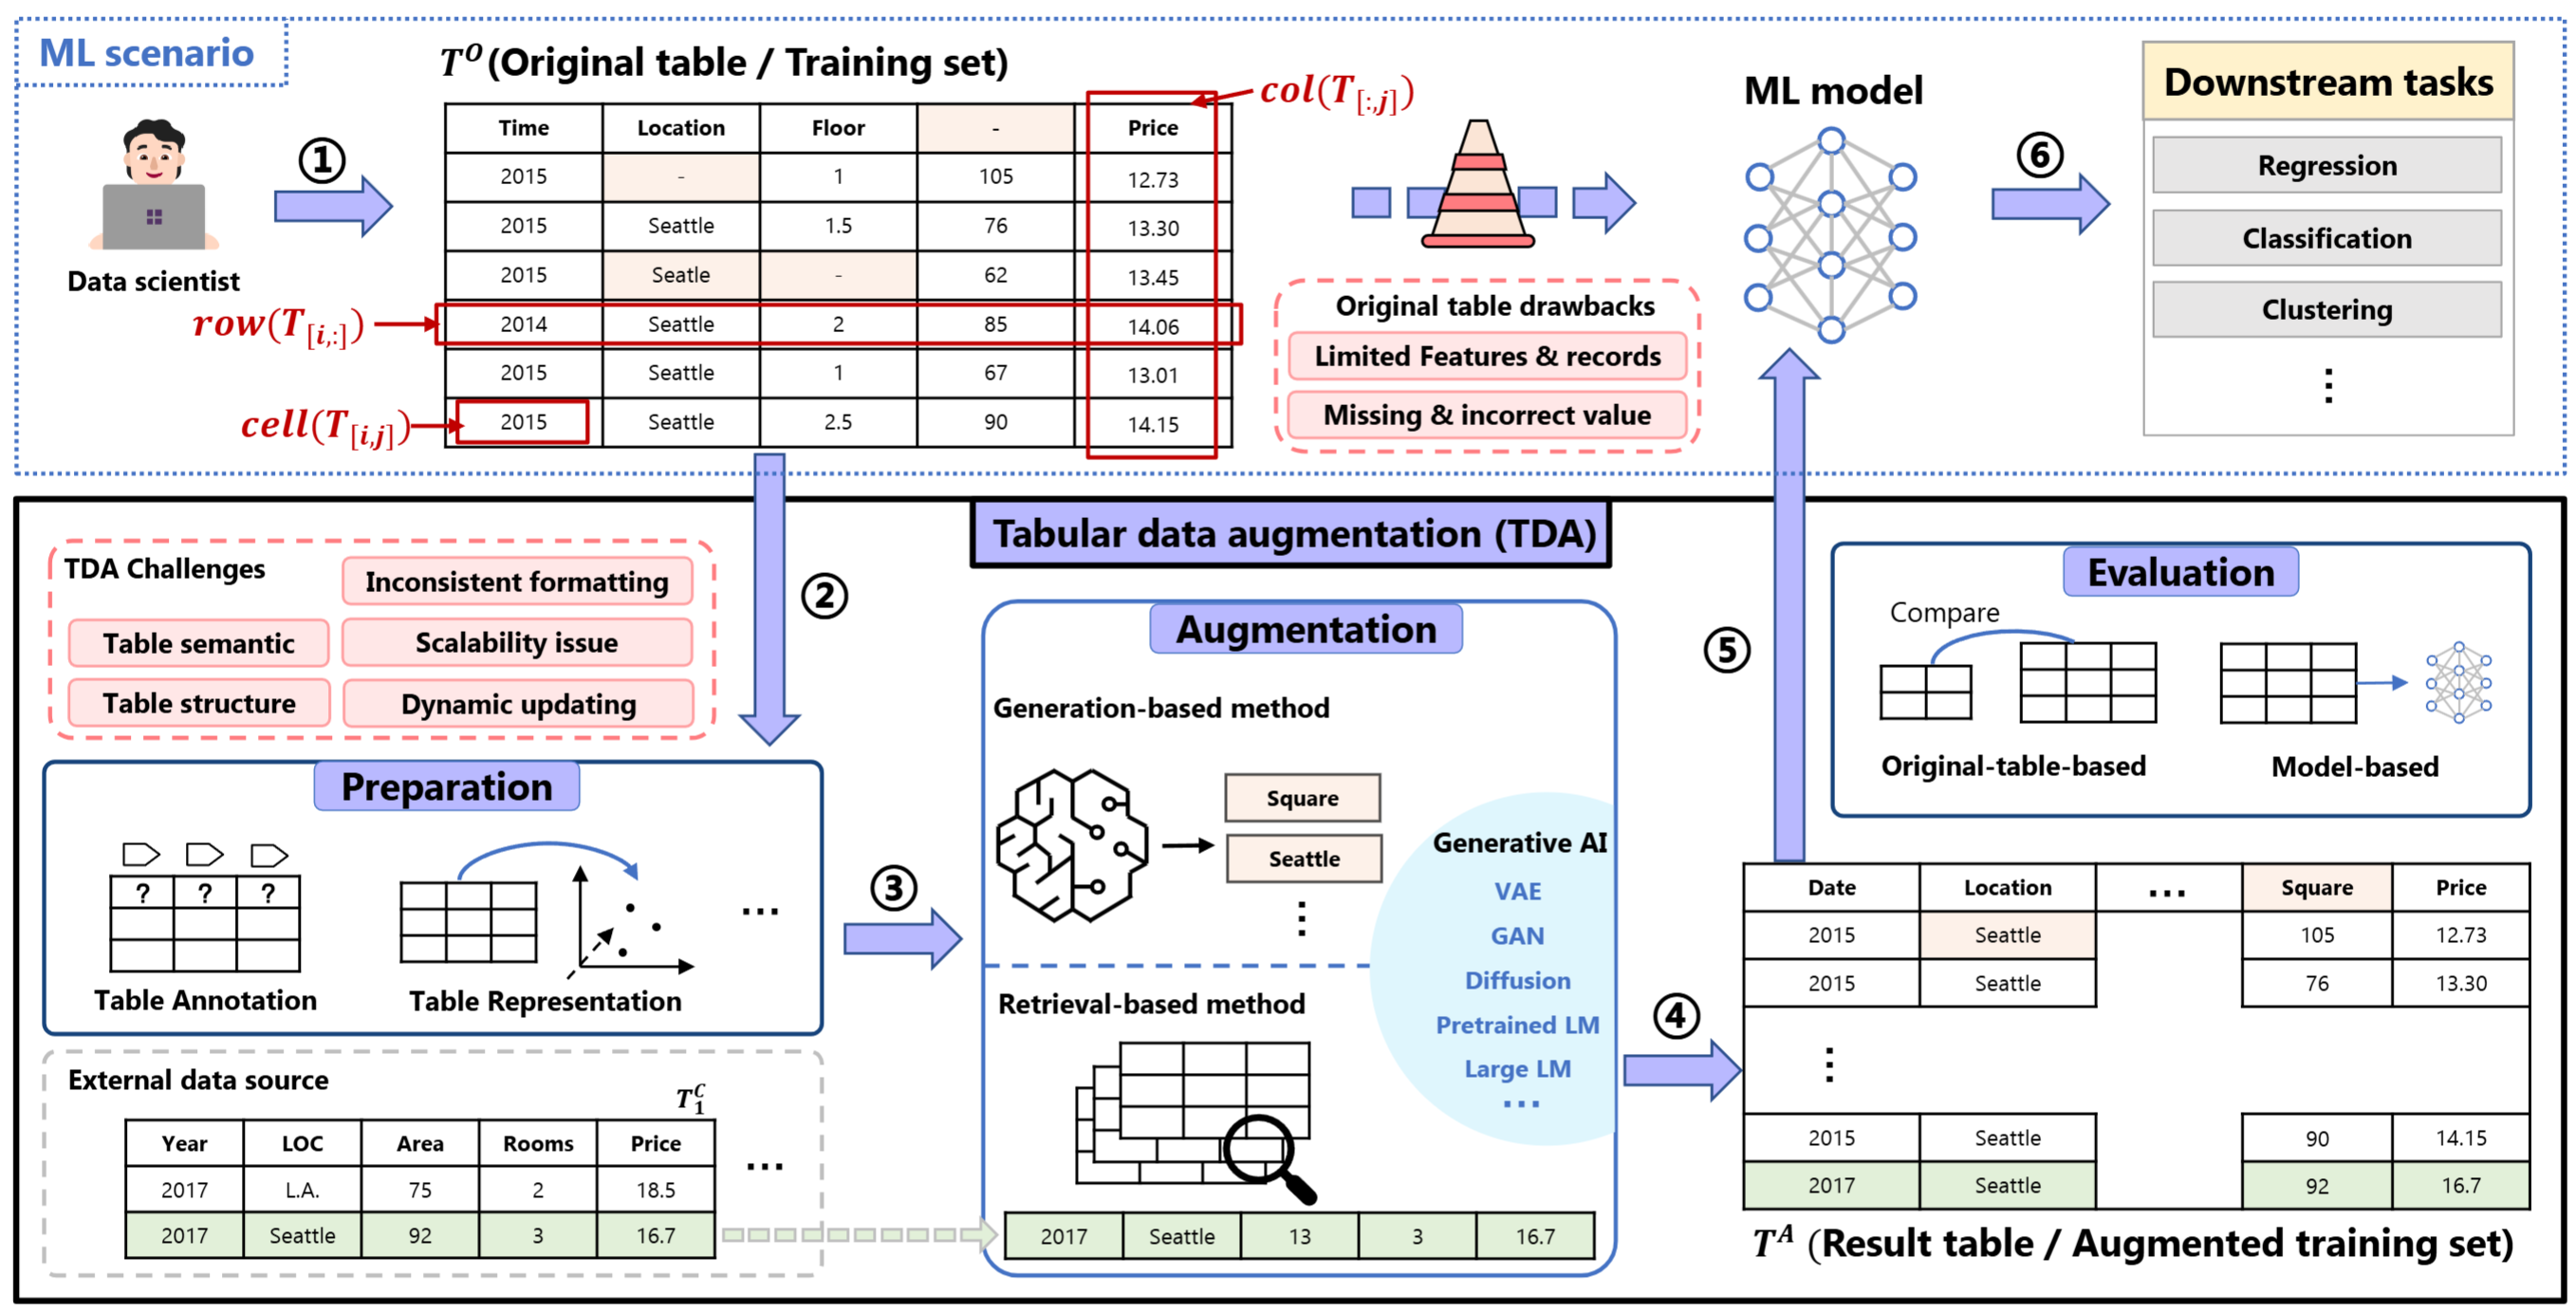 ML scenario
T^O (Original table / Training set)
col(T[:,j])
ML model
Downstream tasks
①
⑥
Data scientist
Time Location Floor - Price
2015 - 1 105 12.73
2015 Seattle 1.5 76 13.30
2015 Seatle - 62 13.45
2014 Seattle 2 85 14.06
2015 Seattle 1 67 13.01
2015 Seattle 2.5 90 14.15
row(T[i,:])
cell(T[i,j])
Original table drawbacks
Limited Features & records
Missing & incorrect value
Regression
Classification
Clustering
⋮
Tabular data augmentation (TDA)
TDA Challenges
Inconsistent formatting
Table semantic
Scalability issue
Table structure
Dynamic updating
②
Preparation
? ? ?
...
Table Annotation
Table Representation
External data source
T_1^C
Year LOC Area Rooms Price
2017 L.A. 75 2 18.5
2017 Seattle 92 3 16.7
...
③
Augmentation
Generation-based method
Square
Seattle
⋮
Retrieval-based method
Generative AI
VAE
GAN
Diffusion
Pretrained LM
Large LM
...
2017 Seattle 13 3 16.7
④
⑤
Evaluation
Compare
Original-table-based
Model-based
Date Location ... Square Price
2015 Seattle 105 12.73
2015 Seattle 76 13.30
⋮
2015 Seattle 90 14.15
2017 Seattle 92 16.7
T^A (Result table / Augmented training set)